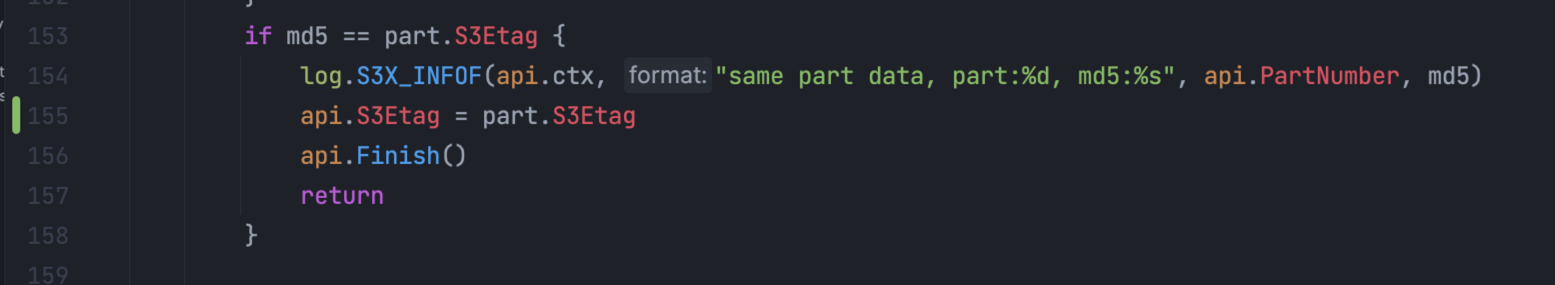 153 if md5 == part.S3Etag {
154 log.S3X_INFOF(api.ctx, format: "same part data, part:%d, md5:%s", api.PartNumber, md5)
155 api.S3Etag = part.S3Etag
156 api.Finish()
157 return
158 }
159